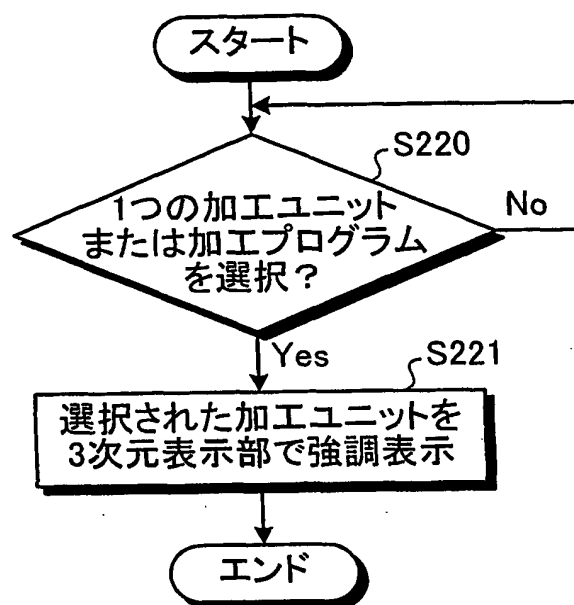 スタート
S220
1つの加工ユニット
または加工プログラム
を選択?
No
Yes
S221
選択された加工ユニットを
3次元表示部で強調表示
エンド